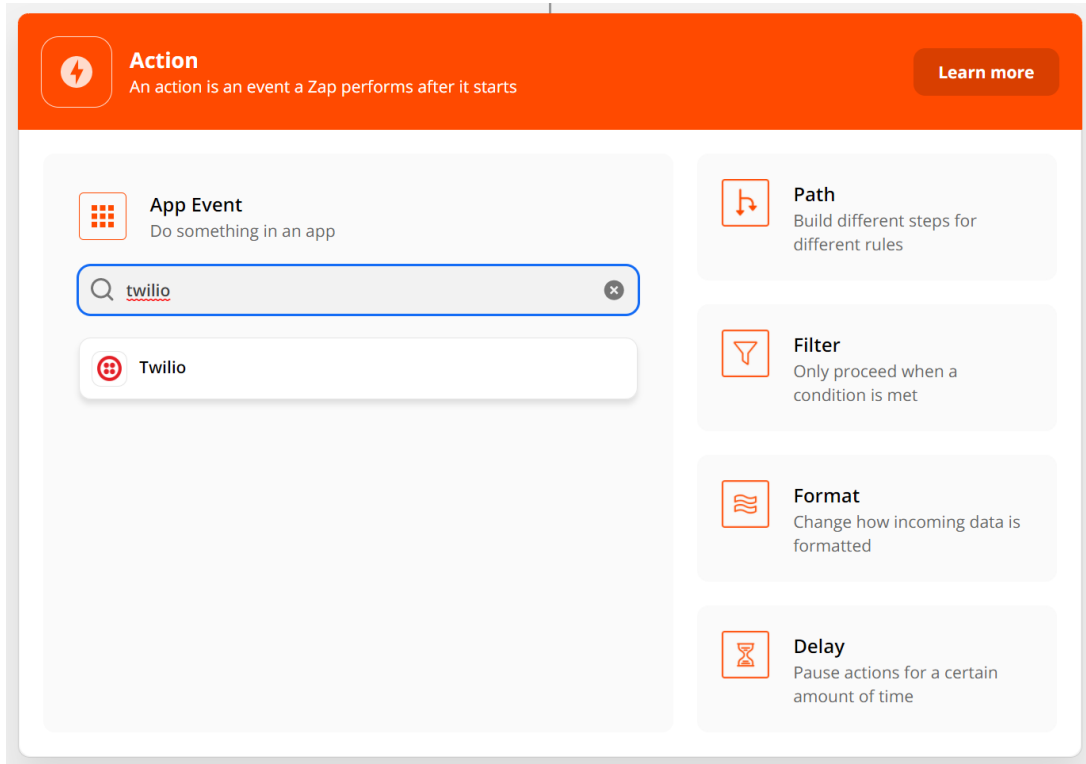 Action
An action is an event a Zap performs after it starts
Learn more
App Event
Do something in an app
twilio
Twilio
Path
Build different steps for
different rules
Filter
Only proceed when a
condition is met
Format
Change how incoming data is
formatted
Delay
Pause actions for a certain
amount of time